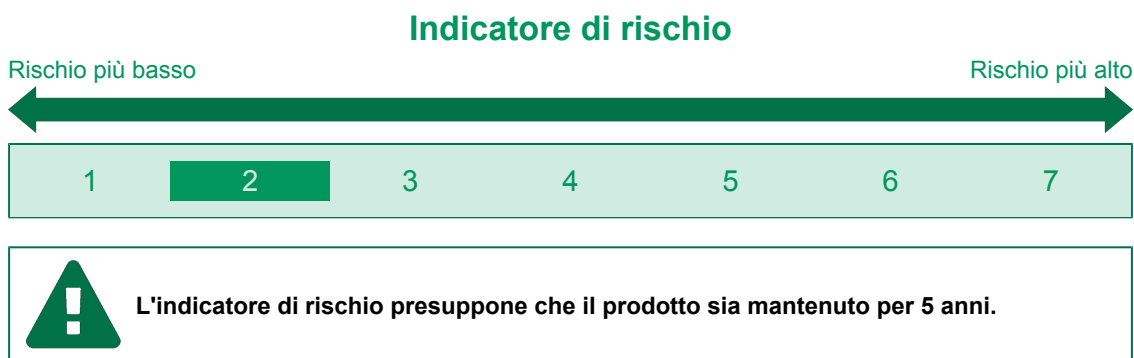 Indicatore di rischio
Rischio più basso Rischio più alto
1 2 3 4 5 6 7
L'indicatore di rischio presuppone che il prodotto sia mantenuto per 5 anni.